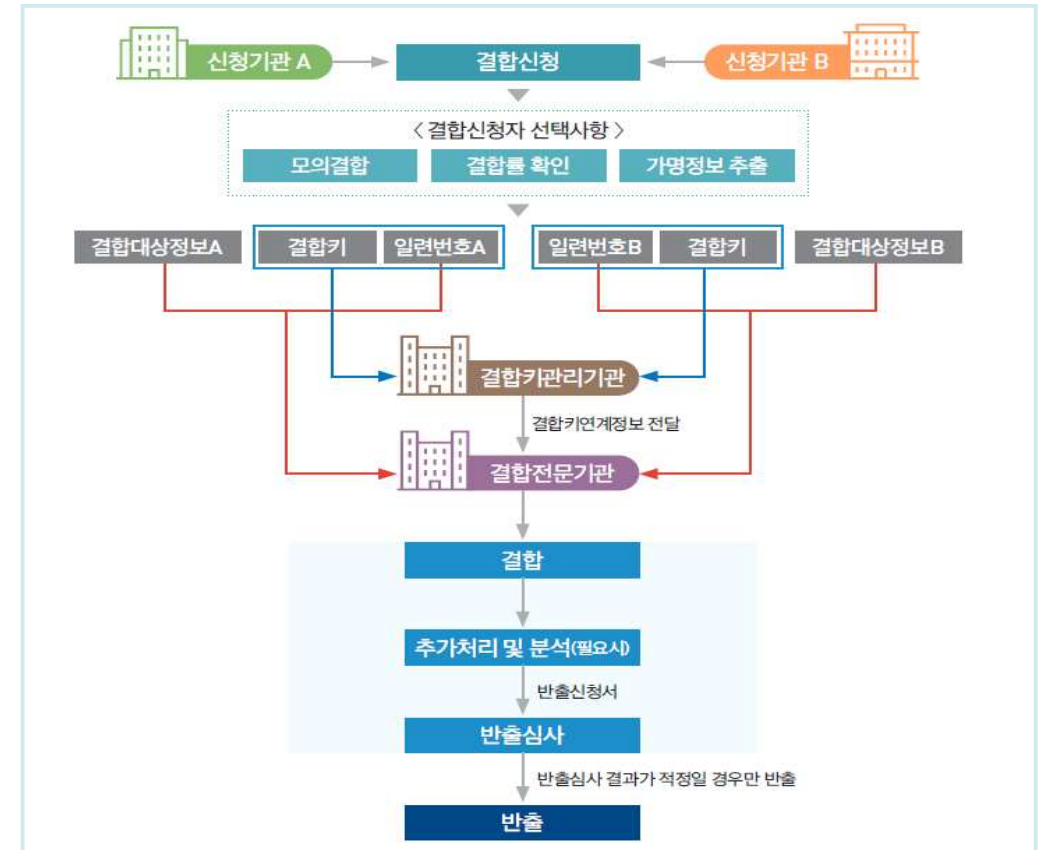 신청기관 A
결합신청
신청기관 B
< 결합신청자 선택사항 >
모의결합
결합률 확인
가명정보 추출
결합대상정보A
결합키
일련번호A
일련번호B
결합키
결합대상정보B
결합키관리기관
결합키연계정보 전달
결합전문기관
결합
추가처리 및 분석(필요시)
반출신청서
반출심사
반출심사 결과가 적정일 경우만 반출
반출